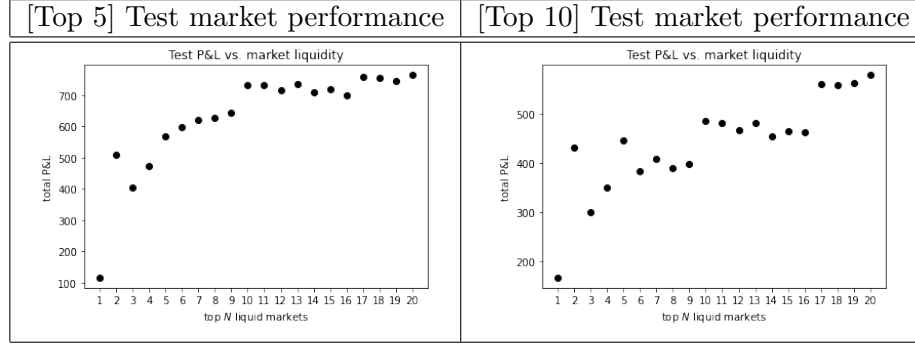 [Top 5] Test market performance
[Top 10] Test market performance
Test P&L vs. market liquidity
total P&L
700
600
500
400
300
200
100
1 2 3 4 5 6 7 8 9 10 11 12 13 14 15 16 17 18 19 20
top N liquid markets
Test P&L vs. market liquidity
total P&L
500
400
300
200
1 2 3 4 5 6 7 8 9 10 11 12 13 14 15 16 17 18 19 20
top N liquid markets